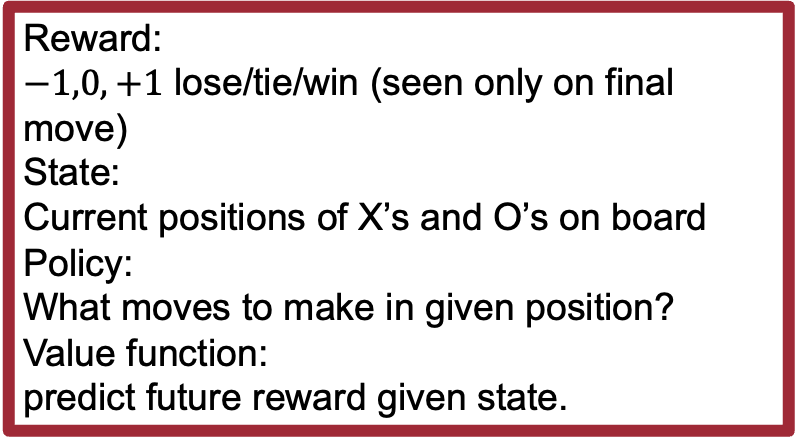 Reward:
−1,0, +1 lose/tie/win (seen only on final
move)
State:
Current positions of X’s and O’s on board
Policy:
What moves to make in given position?
Value function:
predict future reward given state.